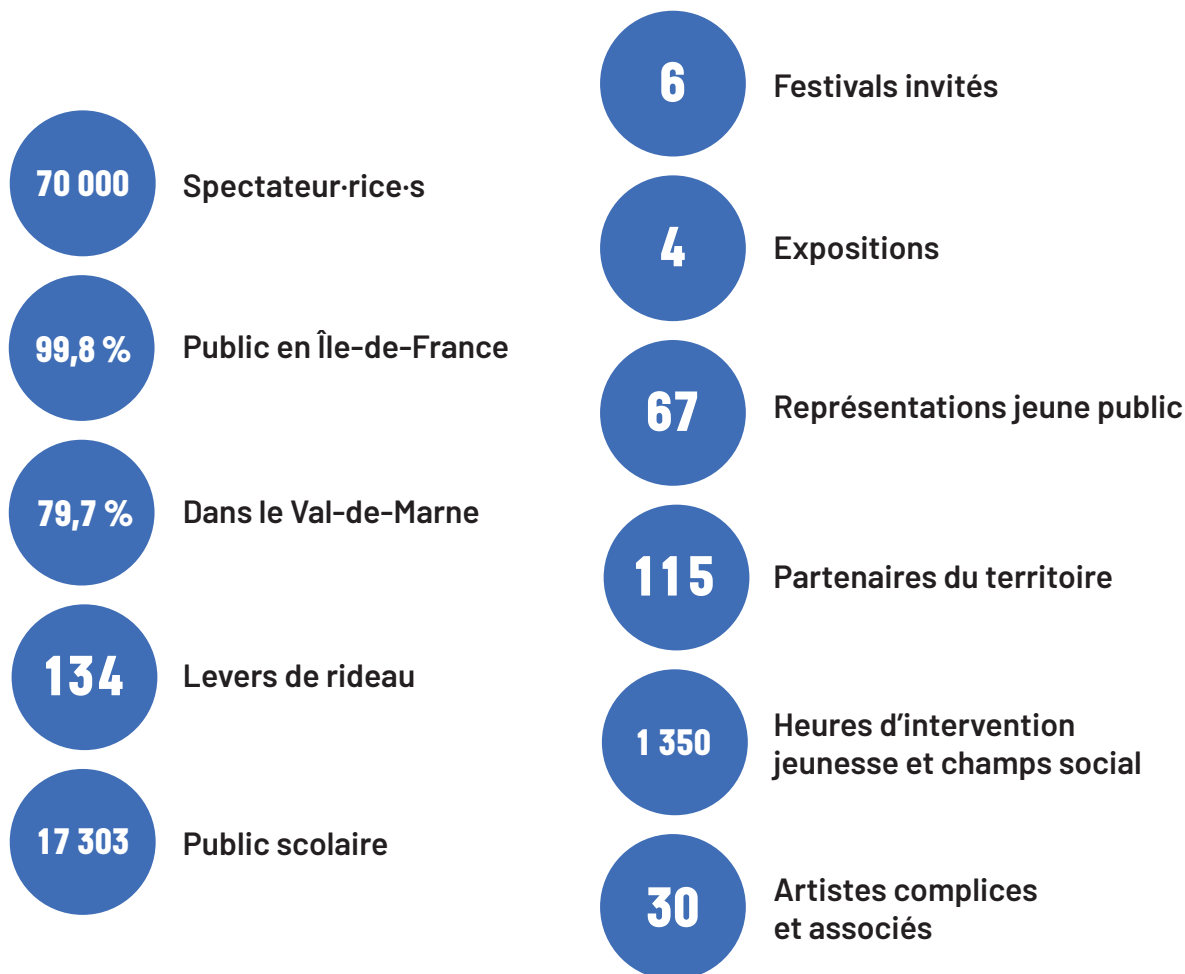 70 000
Spectateur·rice·s
99,8 %
Public en Île-de-France
79,7 %
Dans le Val-de-Marne
134
Levers de rideau
17 303
Public scolaire
6
Festivals invités
4
Expositions
67
Représentations jeune public
115
Partenaires du territoire
1 350
Heures d’intervention
jeunesse et champs social
30
Artistes complices
et associés